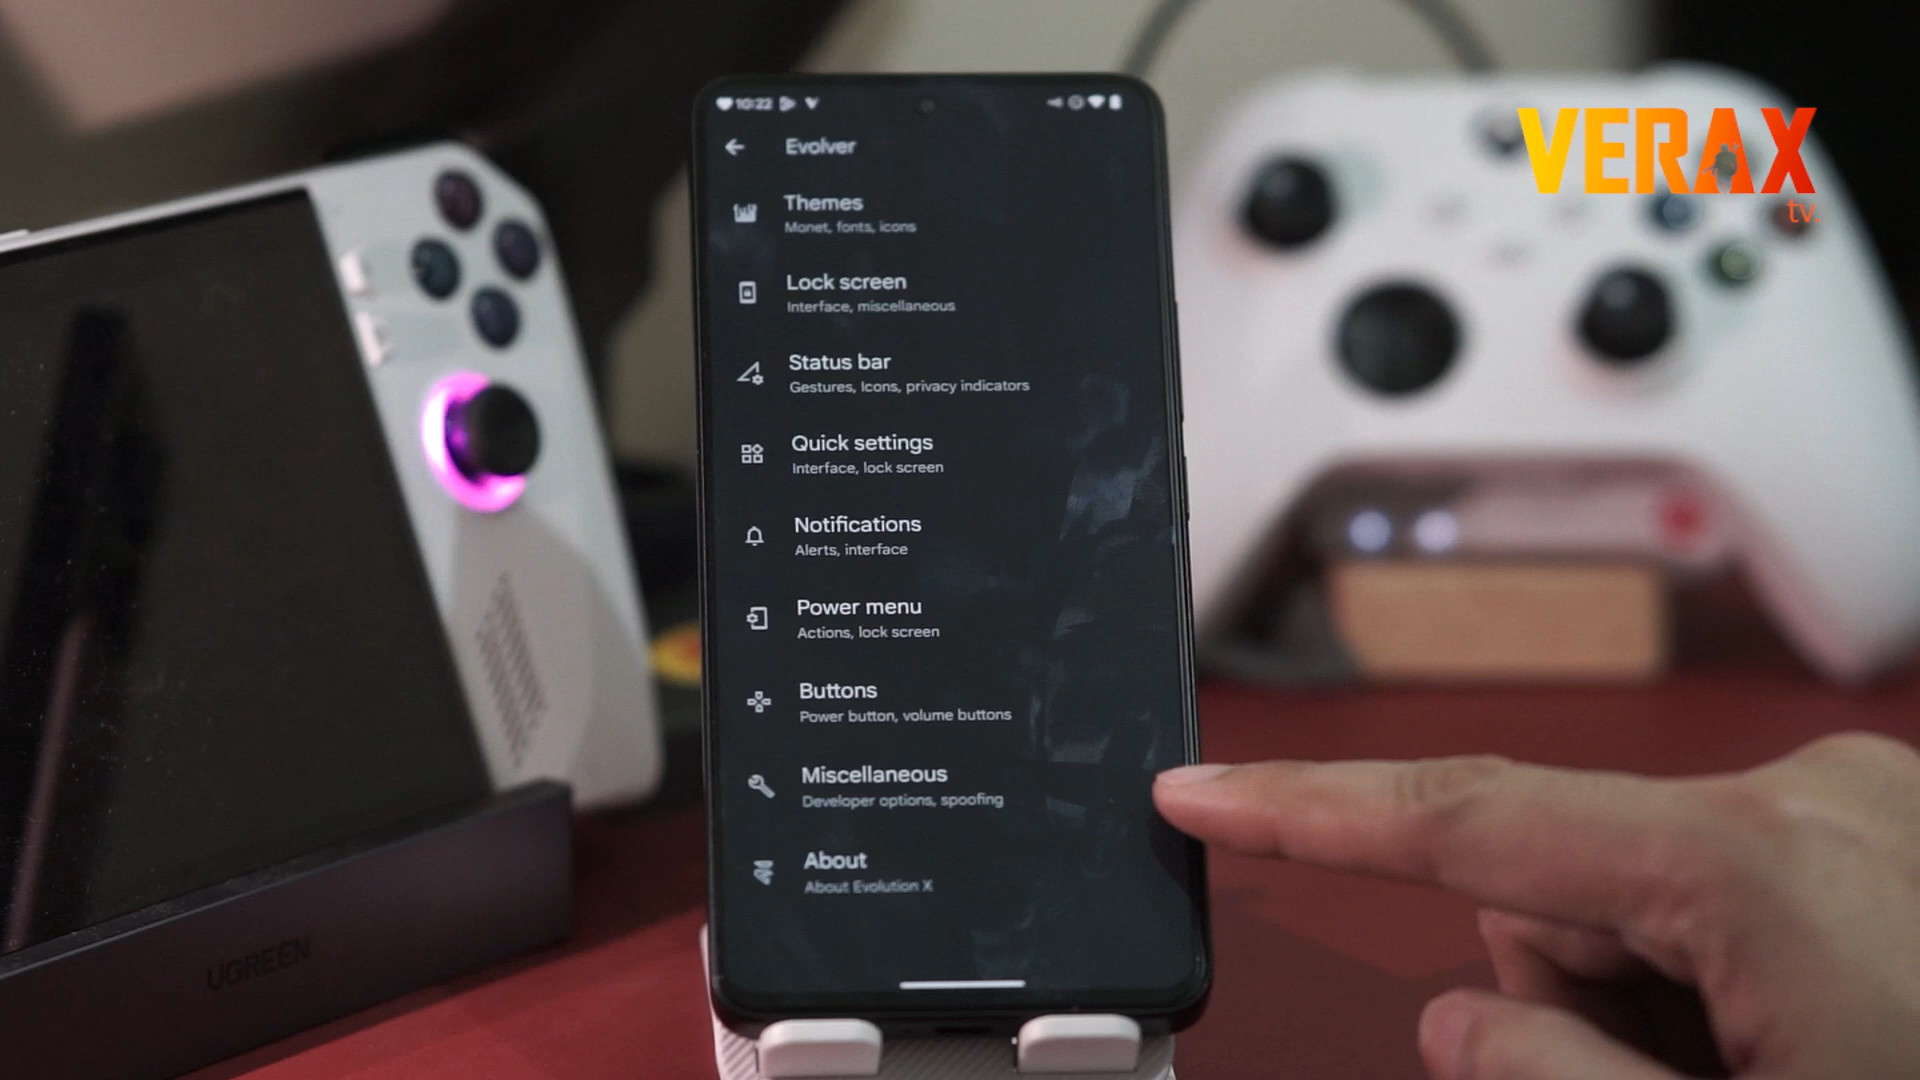 10:22
VERAX
tv.
Evolver
Themes
Monet, fonts, icons
Lock screen
Interface, miscellaneous
Status bar
Gestures, Icons, privacy indicators
Quick settings
Interface, lock screen
Notifications
Alerts, interface
Power menu
Actions, lock screen
Buttons
Power button, volume buttons
Miscellaneous
Developer options, spoofing
About
About Evolution X
UGREEN